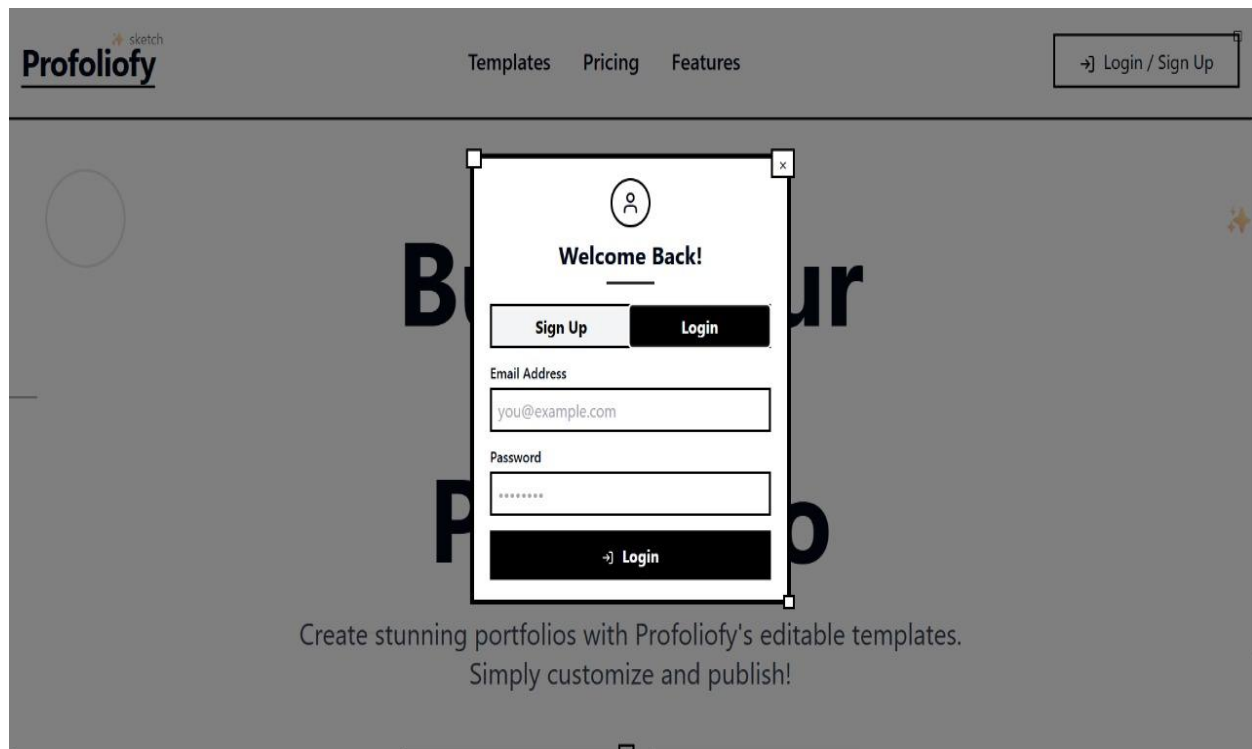 ✨ sketch
Profoliofy
Templates Pricing Features
Login / Sign Up
×
Welcome Back!
Sign Up Login
Email Address
you@example.com
Password
Login
Create stunning portfolios with Profoliofy's editable templates.
Simply customize and publish!